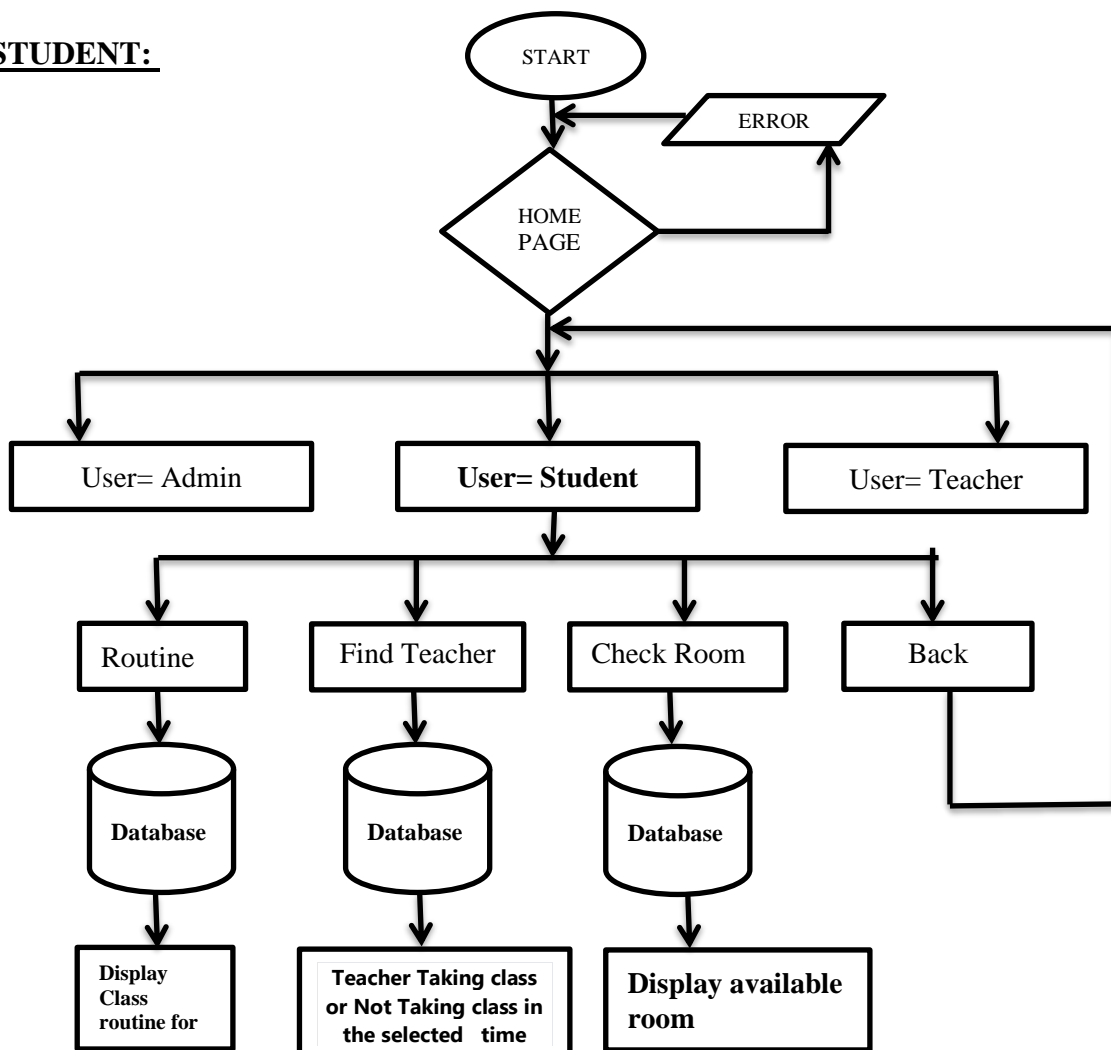 STUDENT:
START
ERROR
HOME
PAGE
User= Admin
User= Student
User= Teacher
Routine
Find Teacher
Check Room
Back
Database
Database
Database
Display
Class
routine for
Teacher Taking class
or Not Taking class in
the selected time
Display available
room